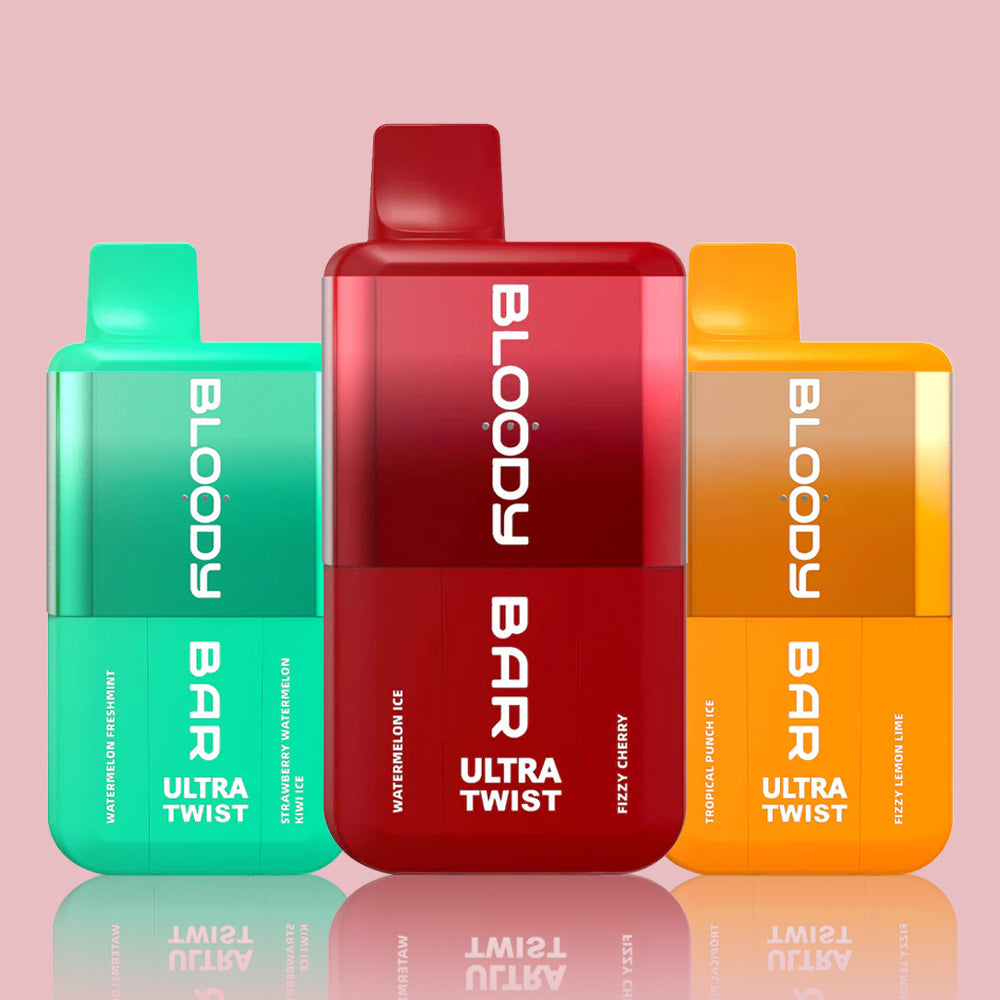 BLOODY
BAR
ULTRA
TWIST
WATERMELON FRESHMINT
STRAWBERRY WATERMELON
KIWI ICE
BLOODY
BAR
ULTRA
TWIST
WATERMELON ICE
FIZZY CHERRY
BLOODY
BAR
ULTRA
TWIST
TROPICAL PUNCH ICE
FIZZY LEMON LIME